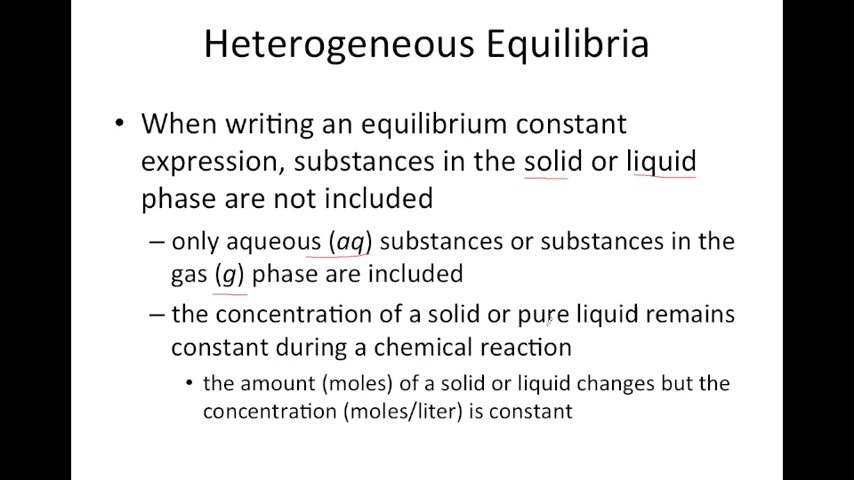 Heterogeneous Equilibria
• When writing an equilibrium constant
expression, substances in the solid or liquid
phase are not included
– only aqueous (aq) substances or substances in the
gas (g) phase are included
– the concentration of a solid or pure liquid remains
constant during a chemical reaction
• the amount (moles) of a solid or liquid changes but the
concentration (moles/liter) is constant